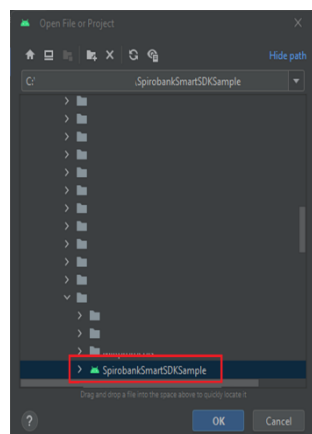 Open File or Project
Hide path
C:\ .SpirobankSmartSDKSample
SpirobankSmartSDKSample
Drag and drop a file into the space above to quickly locate it
? OK Cancel